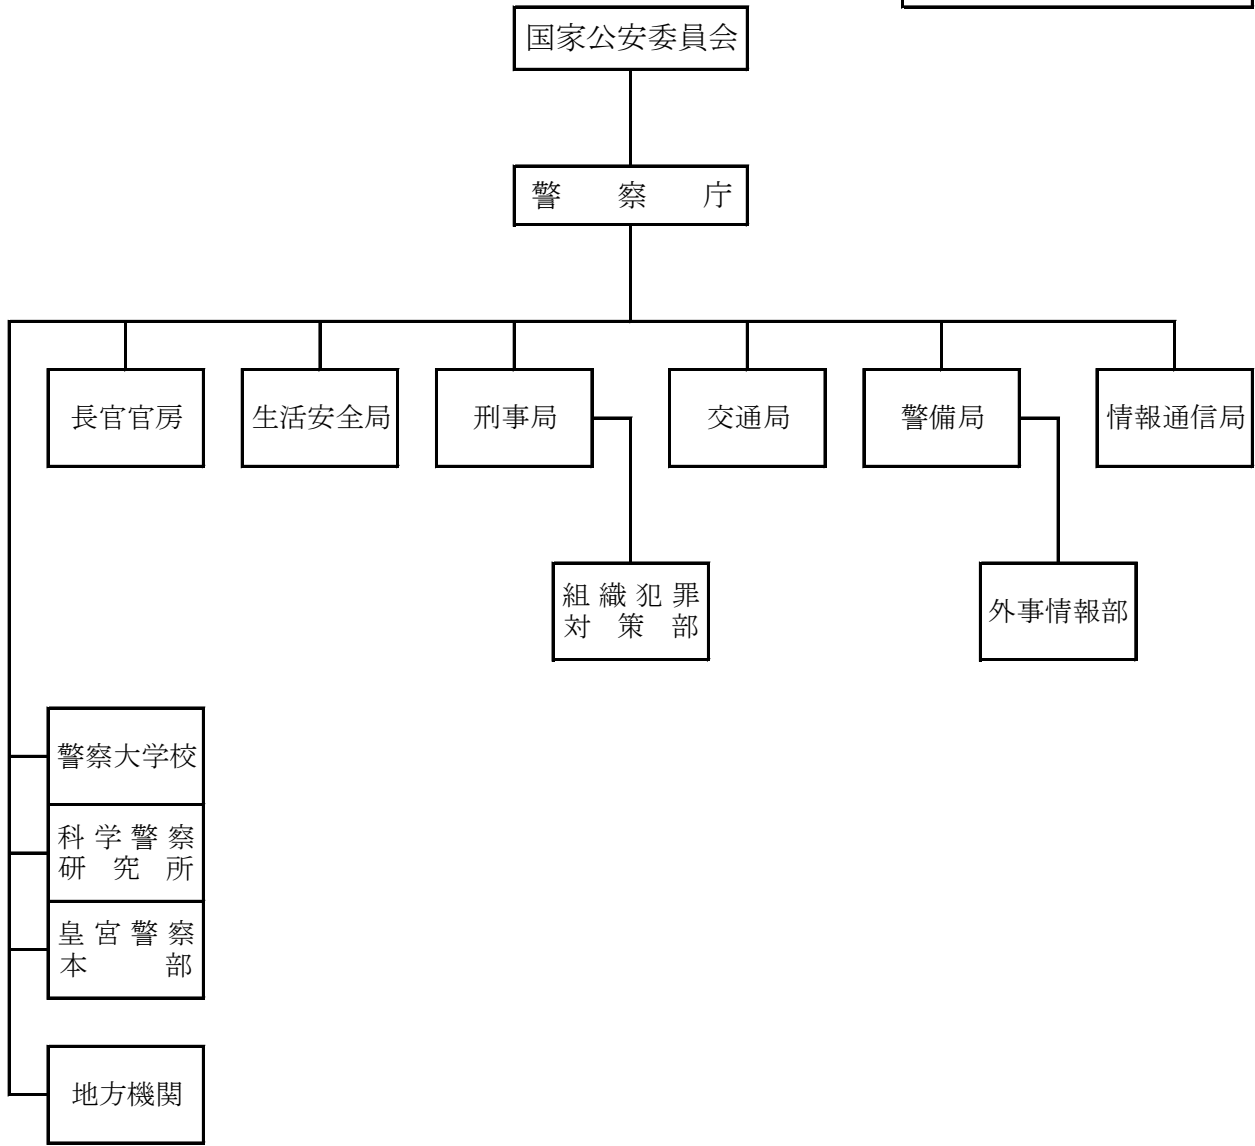 国家公安委員会
警察庁
長官官房
生活安全局
刑事局
交通局
警備局
情報通信局
組織犯罪
対策部
外事情報部
警察大学校
科学警察
研究所
皇宮警察
本部
地方機関